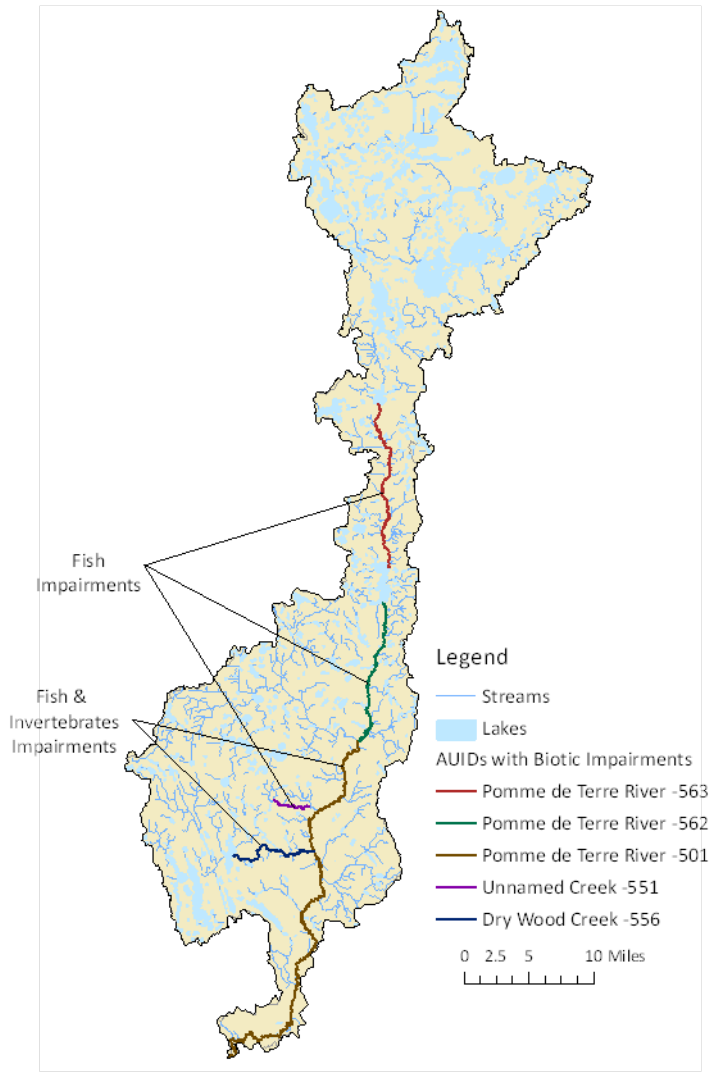 Fish
Impairments
Fish &
Invertebrates
Impairments
Legend
Streams
Lakes
AUIDs with Biotic Impairments
Pomme de Terre River -563
Pomme de Terre River -562
Pomme de Terre River -501
Unnamed Creek -551
Dry Wood Creek -556
0 2.5 5 10 Miles